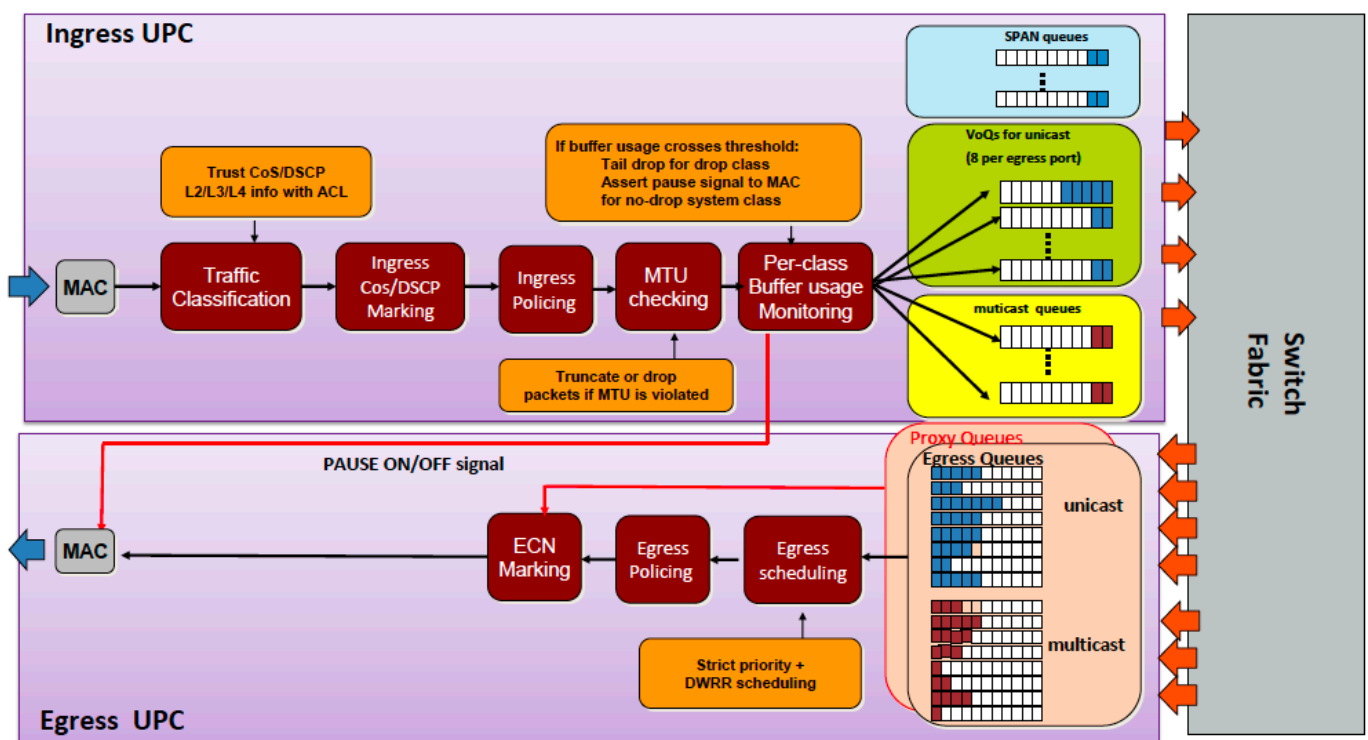 Ingress UPC
SPAN queues
VoQs for unicast
(8 per egress port)
If buffer usage crosses threshold:
Tail drop for drop class
Assert pause signal to MAC
for no-drop system class
Trust CoS/DSCP
L2/L3/L4 info with ACL
MAC
Traffic
Classification
Ingress
Cos/DSCP
Marking
Ingress
Policing
MTU
checking
Per-class
Buffer usage
Monitoring
muticast queues
Truncate or drop
packets if MTU is violated
Switch
Fabric
Proxy Queues
Egress Queues
PAUSE ON/OFF signal
unicast
MAC
ECN
Marking
Egress
Policing
Egress
scheduling
multicast
Strict priority +
DWRR scheduling
Egress UPC